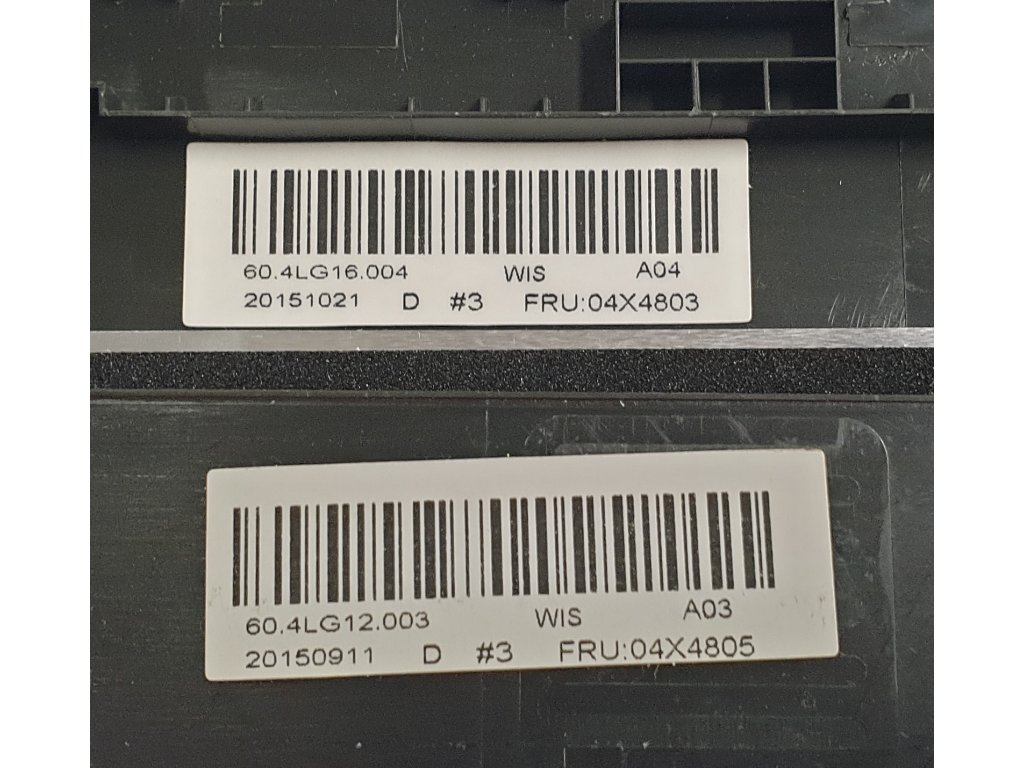 60.4LG16.004 WIS A04
20151021 D #3 FRU:04X4803
60.4LG12.003 WIS A03
20150911 D #3 FRU:04X4805